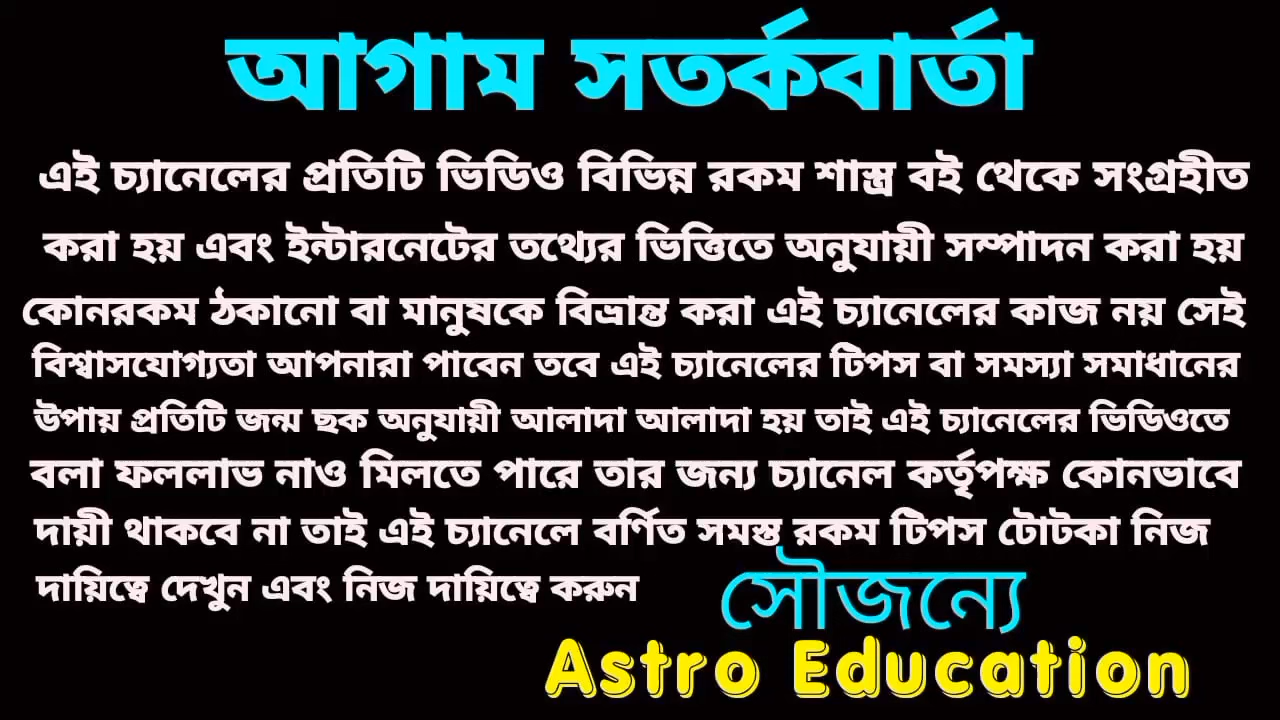 আগাম সতর্কবার্তা
এই চ্যানেলের প্রতিটি ভিডিও বিভিন্ন রকম শাস্ত্র বই থেকে সংগ্রহীত
করা হয় এবং ইন্টারনেটের তথ্যের ভিত্তিতে অনুযায়ী সম্পাদন করা হয়
কোনরকম ঠকানো বা মানুষকে বিভ্রান্ত করা এই চ্যানেলের কাজ নয় সেই
বিশ্বাসযোগ্যতা আপনারা পাবেন তবে এই চ্যানেলের টিপস বা সমস্যা সমাধানের
উপায় প্রতিটি জন্ম ছক অনুযায়ী আলাদা আলাদা হয় তাই এই চ্যানেলের ভিডিওতে
বলা ফললাভ নাও মিলতে পারে তার জন্য চ্যানেল কর্তৃপক্ষ কোনভাবে
দায়ী থাকবে না তাই এই চ্যানেলে বর্ণিত সমস্ত রকম টিপস টোটকা নিজ
দায়িত্বে দেখুন এবং নিজ দায়িত্বে করুন
সৌজন্যে
Astro Education